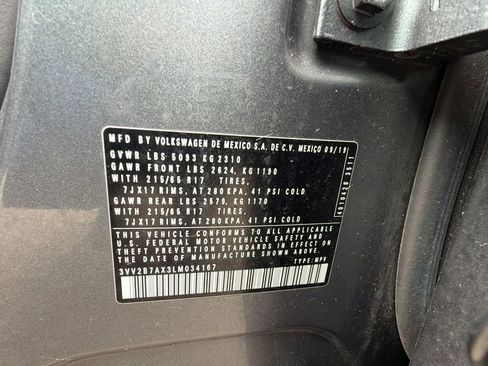 MFD BY VOLKSWAGEN DE MEXICO S.A. DE C.V. MEXICO 09/19
GVWR LBS 5093 KG 2310
GAWR FRONT LBS 2624, KG 1190
WITH 215/65 R17 TIRES,
7JX17 RIMS, AT 280 KPA, 41 PSI COLD
GAWR REAR LBS 2579, KG 1170
WITH 215/65 R17 TIRES,
7JX17 RIMS, AT 280 KPA, 41 PSI COLD
THIS VEHICLE CONFORMS TO ALL APPLICABLE
U.S. FEDERAL MOTOR VEHICLE SAFETY AND
THEFT PREVENTION STANDARDS IN EFFECT ON THE
DATE OF MANUFACTURE SHOWN ABOVE.
3VV2B7AX3LM034167 TYPE: MPV
4010420 3511